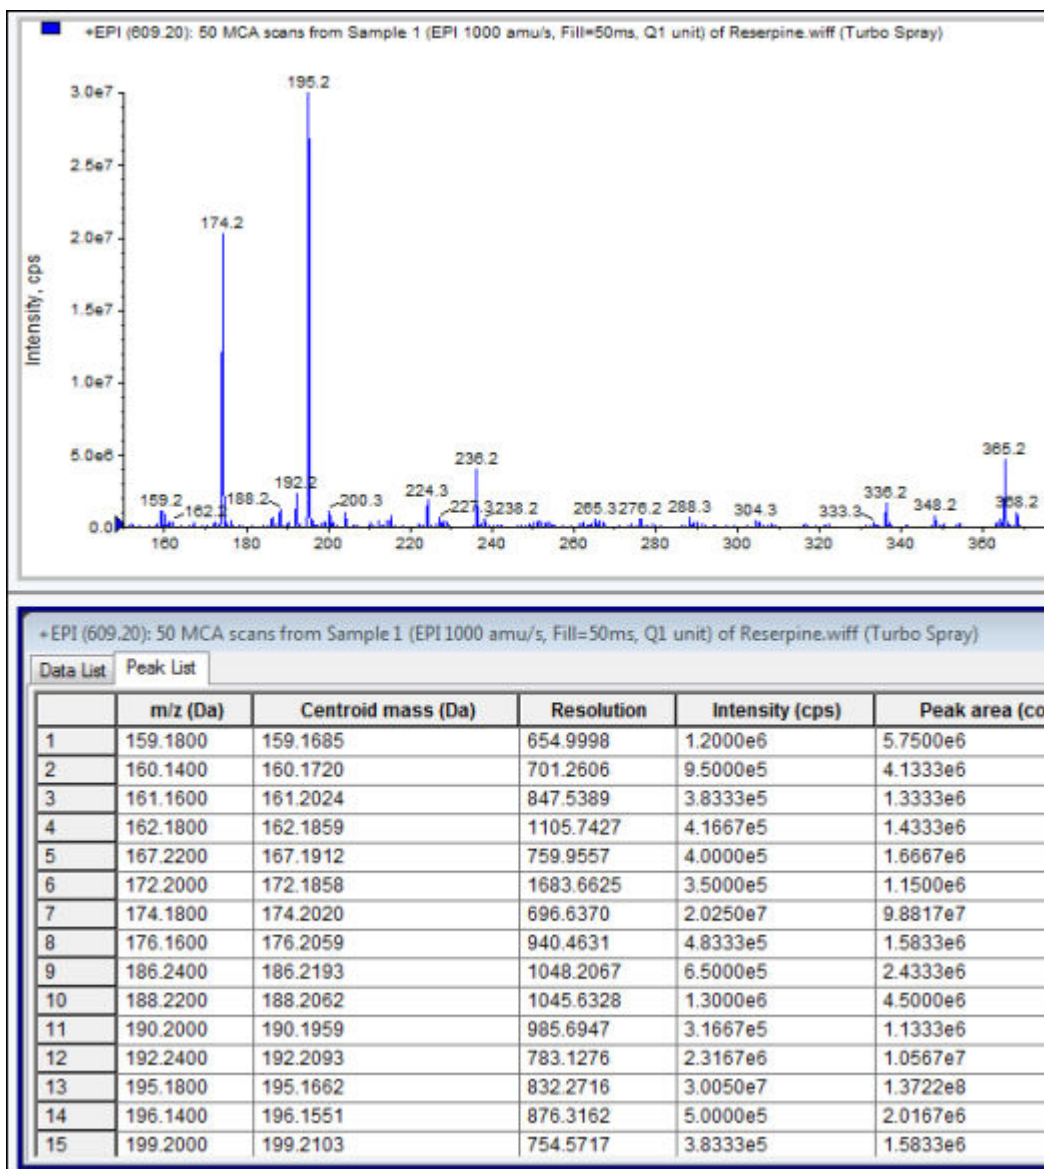 +EPI (609.20): 50 MCA scans from Sample 1 (EPI 1000 amu/s, Fill=50ms, Q1 unit) of Reserpine.wiff (Turbo Spray)
195.2
3.0e7
2.5e7
174.2
2.0e7
Intensity, cps
1.5e7
1.0e7
5.0e6
236.2
365.2
159.2
162.2
188.2
192.2
200.3
224.3
227.3
238.2
265.3
276.2
288.3
304.3
333.3
336.2
348.2
368.2
0.0
160 180 200 220 240 260 280 300 320 340 360
+EPI (609.20): 50 MCA scans from Sample 1 (EPI 1000 amu/s, Fill=50ms, Q1 unit) of Reserpine.wiff (Turbo Spray)
Data List Peak List
m/z (Da) Centroid mass (Da) Resolution Intensity (cps) Peak area (co
1 159.1800 159.1685 654.9998 1.2000e6 5.7500e6
2 160.1400 160.1720 701.2606 9.5000e5 4.1333e6
3 161.1600 161.2024 847.5389 3.8333e5 1.3333e6
4 162.1800 162.1859 1105.7427 4.1667e5 1.4333e6
5 167.2200 167.1912 759.9557 4.0000e5 1.6667e6
6 172.2000 172.1858 1683.6625 3.5000e5 1.1500e6
7 174.1800 174.2020 696.6370 2.0250e7 9.8817e7
8 176.1600 176.2059 940.4631 4.8333e5 1.5833e6
9 186.2400 186.2193 1048.2067 6.5000e5 2.4333e6
10 188.2200 188.2062 1045.6328 1.3000e6 4.5000e6
11 190.2000 190.1959 985.6947 3.1667e5 1.1333e6
12 192.2400 192.2093 783.1276 2.3167e6 1.0567e7
13 195.1800 195.1662 832.2716 3.0050e7 1.3722e8
14 196.1400 196.1551 876.3162 5.0000e5 2.0167e6
15 199.2000 199.2103 754.5717 3.8333e5 1.5833e6